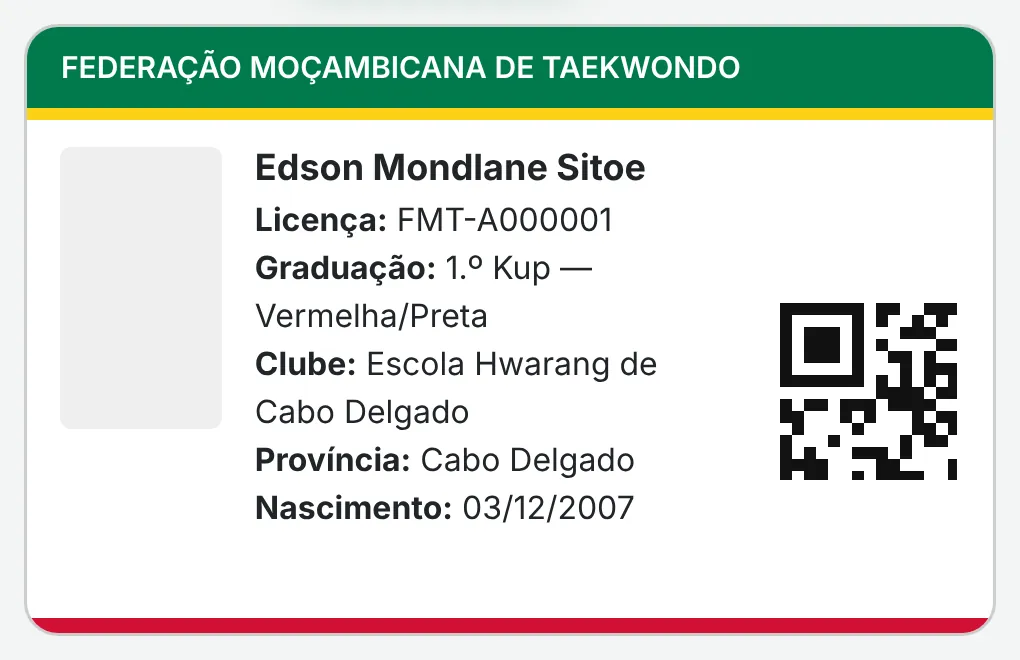 FEDERAÇÃO MOÇAMBICANA DE TAEKWONDO
Edson Mondlane Sitoe
Licença: FMT-A000001
Graduação: 1.º Kup —
Vermelha/Preta
Clube: Escola Hwarang de
Cabo Delgado
Província: Cabo Delgado
Nascimento: 03/12/2007